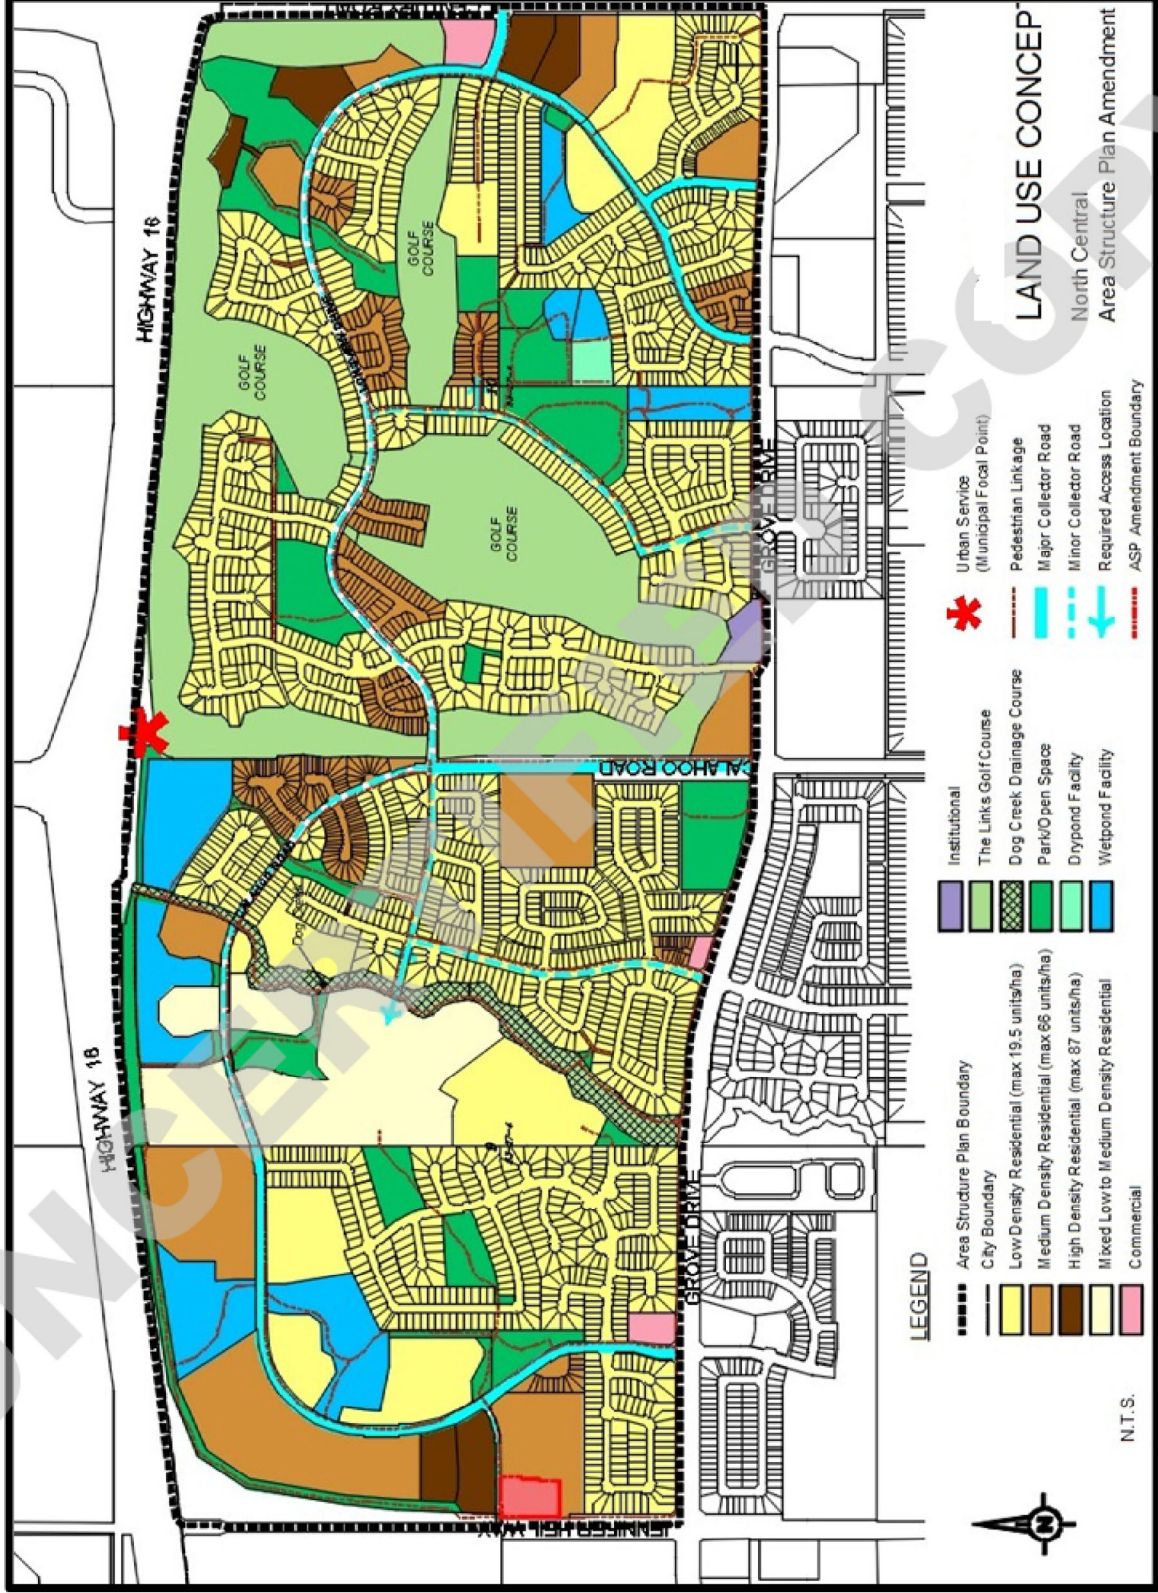 HIGHWAY 16
HIGHWAY 16
GOLF
COURSE
GOLF
COURSE
GOLF
COURSE
CALAHOO ROAD
GROVE DRIVE
GROVE DRIVE
JENNIFER HEIL WAY
LEGEND
Area Structure Plan Boundary
City Boundary
Low Density Residential (max 19.5 units/ha)
Medium Density Residential (max 66 units/ha)
High Density Residential (max 87 units/ha)
Mixed Low to Medium Density Residential
Commercial
Institutional
The Links Golf Course
Dog Creek Drainage Course
Park/Open Space
Drypond Facility
Wetpond Facility
Urban Service
(Municipal Focal Point)
Pedestrian Linkage
Major Collector Road
Minor Collector Road
Required Access Location
ASP Amendment Boundary
LAND USE CONCEPT
North Central
Area Structure Plan Amendment
N.T.S.
N